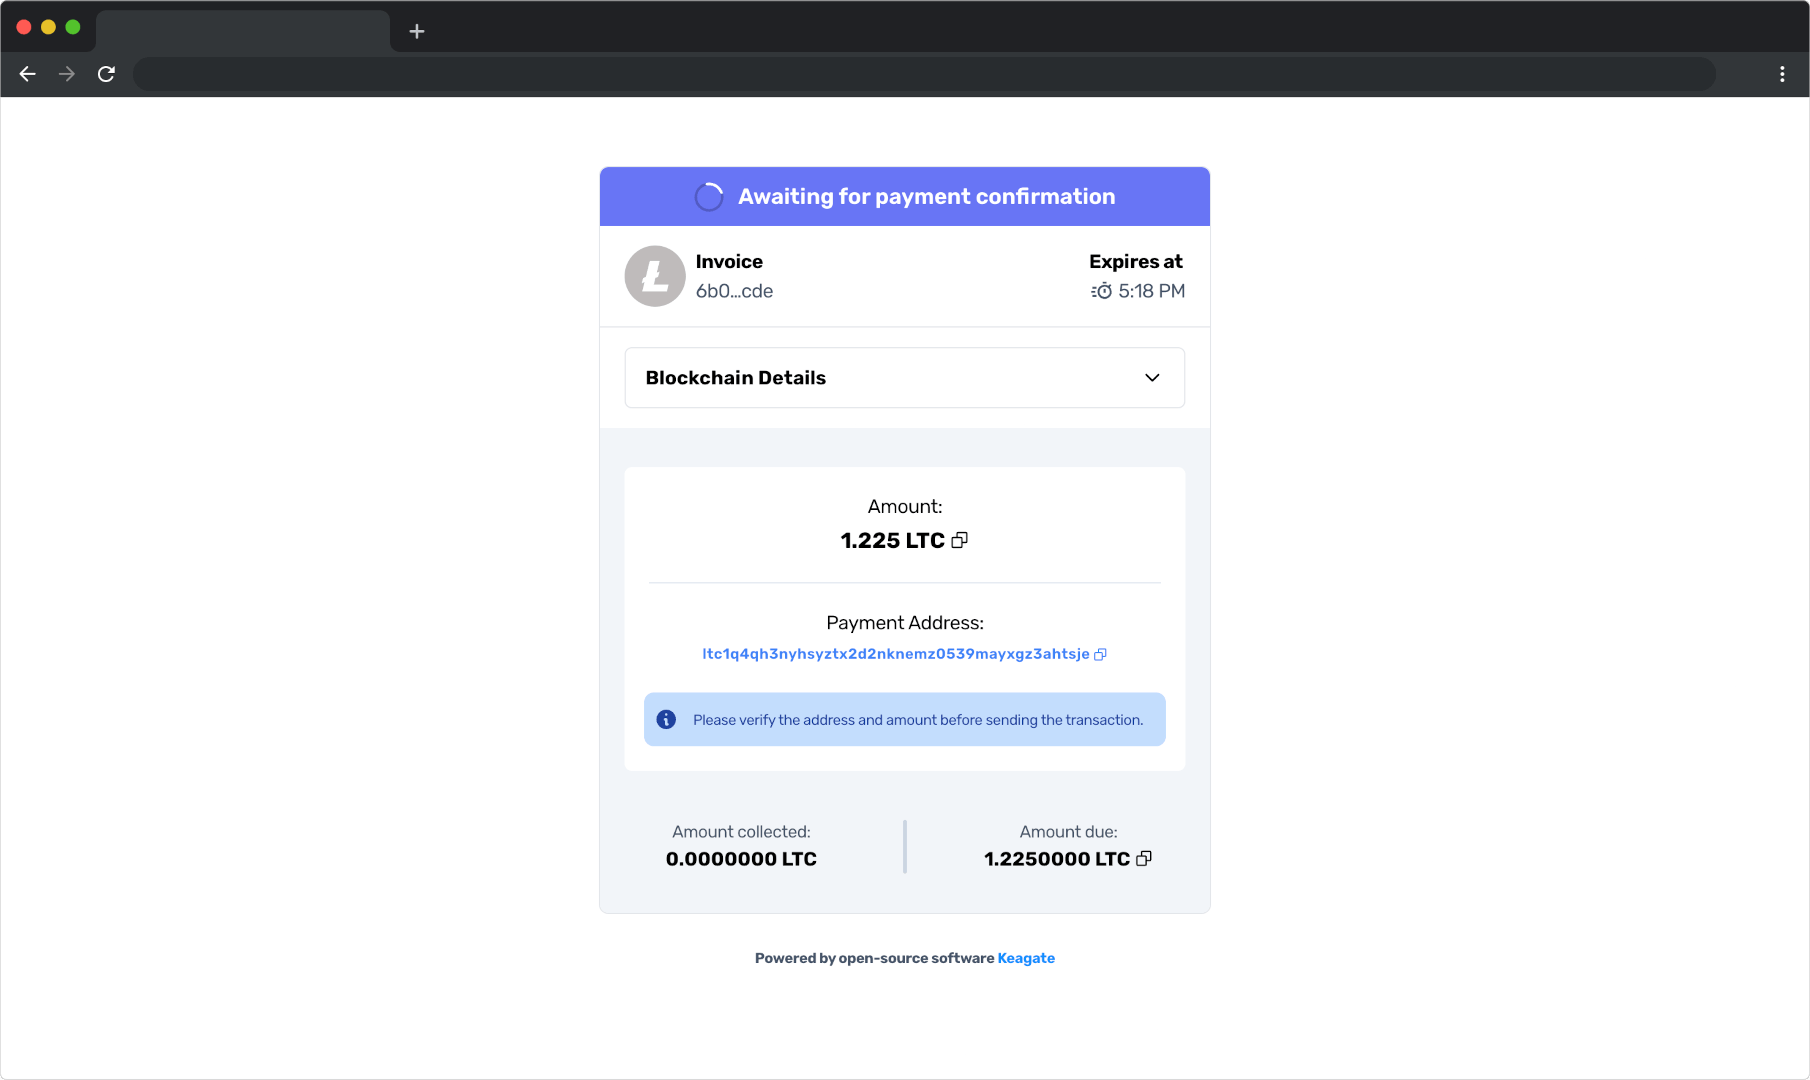 Awaiting for payment confirmation
Invoice
6b0...cde
Expires at
5:18 PM
Blockchain Details
Amount:
1.225 LTC
Payment Address:
ltc1q4qh3nyhsyztx2d2nknemz0539mayxgz3ahtsje
Please verify the address and amount before sending the transaction.
Amount collected:
0.0000000 LTC
Amount due:
1.2250000 LTC
Powered by open-source software Keagate